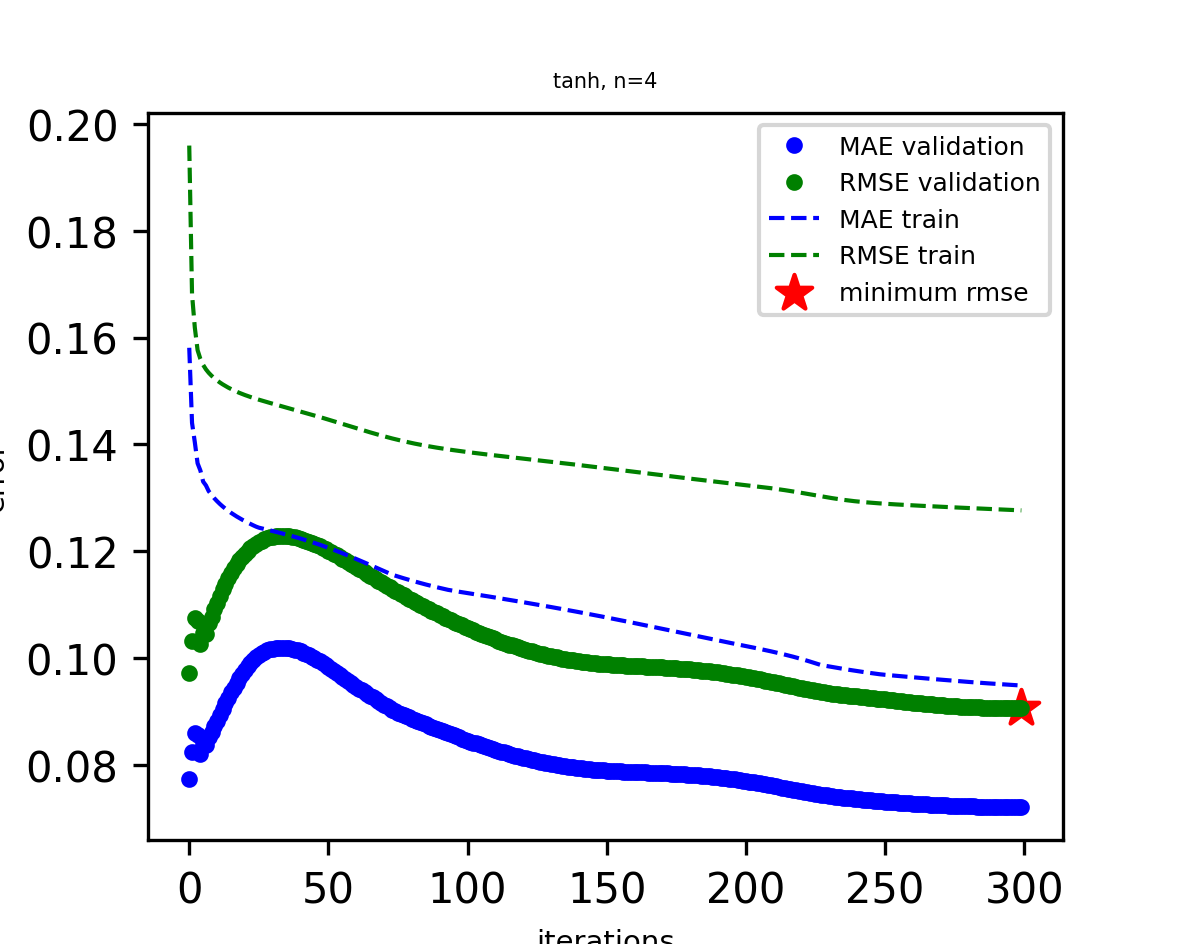 tanh, n=4
0.20
0.18
0.16
0.14
0.12
0.10
0.08
MAE validation
RMSE validation
MAE train
RMSE train
minimum rmse
0 50 100 150 200 250 300
iterations